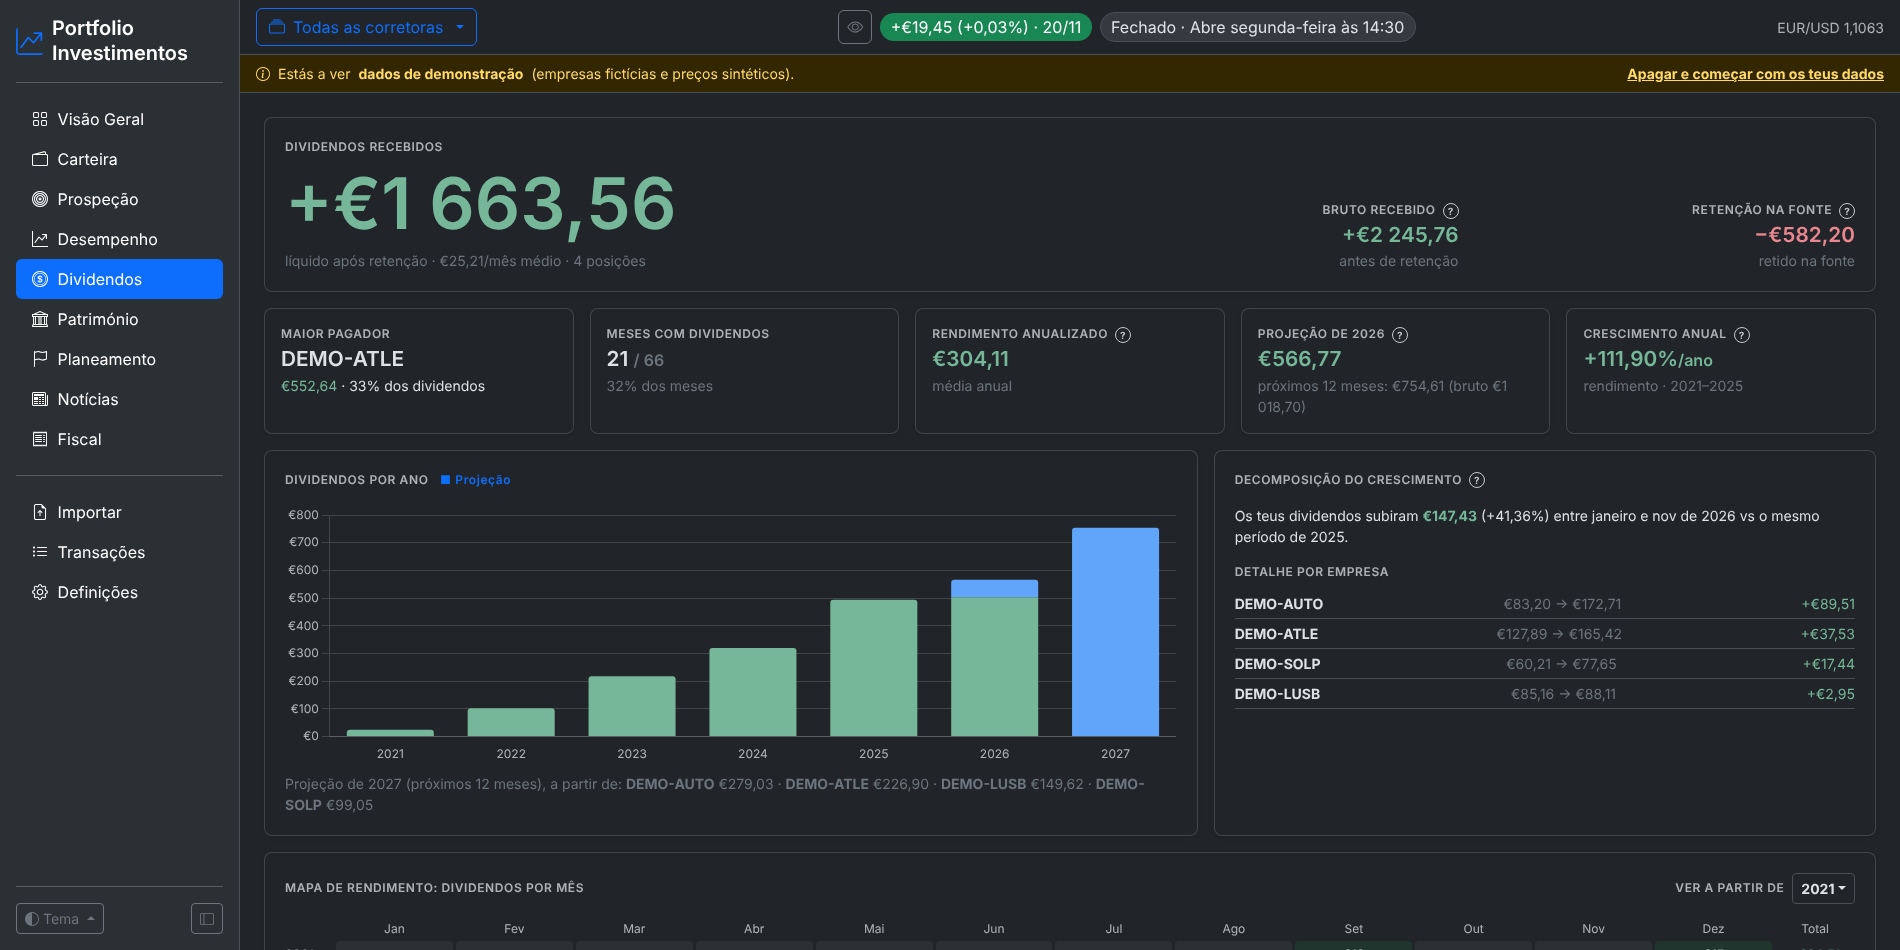 Portfolio
Investimentos
Visão Geral
Carteira
Prospeção
Desempenho
Dividendos
Património
Planeamento
Notícias
Fiscal
Importar
Transações
Definições
Tema
Todas as corretoras
+€19,45 (+0,03%) · 20/11
Fechado · Abre segunda-feira às 14:30
EUR/USD 1,1063
Estás a ver dados de demonstração (empresas fictícias e preços sintéticos).
Apagar e começar com os teus dados
DIVIDENDOS RECEBIDOS
+€1 663,56
líquido após retenção · €25,21/mês médio · 4 posições
BRUTO RECEBIDO ?
+€2 245,76
antes de retenção
RETENÇÃO NA FONTE ?
−€582,20
retido na fonte
MAIOR PAGADOR
DEMO-ATLE
€552,64 · 33% dos dividendos
MESES COM DIVIDENDOS
21 / 66
32% dos meses
RENDIMENTO ANUALIZADO ?
€304,11
média anual
PROJEÇÃO DE 2026 ?
€566,77
próximos 12 meses: €754,61 (bruto €1
018,70)
CRESCIMENTO ANUAL ?
+111,90%/ano
rendimento · 2021–2025
DIVIDENDOS POR ANO Projeção
€800
€700
€600
€500
€400
€300
€200
€100
€0
2021 2022 2023 2024 2025 2026 2027
Projeção de 2027 (próximos 12 meses), a partir de: DEMO-AUTO €279,03 · DEMO-ATLE €226,90 · DEMO-LUSB €149,62 · DEMO-
SOLP €99,05
DECOMPOSIÇÃO DO CRESCIMENTO ?
Os teus dividendos subiram €147,43 (+41,36%) entre janeiro e nov de 2026 vs o mesmo
período de 2025.
DETALHE POR EMPRESA
DEMO-AUTO €83,20 → €172,71 +€89,51
DEMO-ATLE €127,89 → €165,42 +€37,53
DEMO-SOLP €60,21 → €77,65 +€17,44
DEMO-LUSB €85,16 → €88,11 +€2,95
MAPA DE RENDIMENTO: DIVIDENDOS POR MÊS
VER A PARTIR DE 2021
Jan Fev Mar Abr Mai Jun Jul Ago Set Out Nov Dez Total